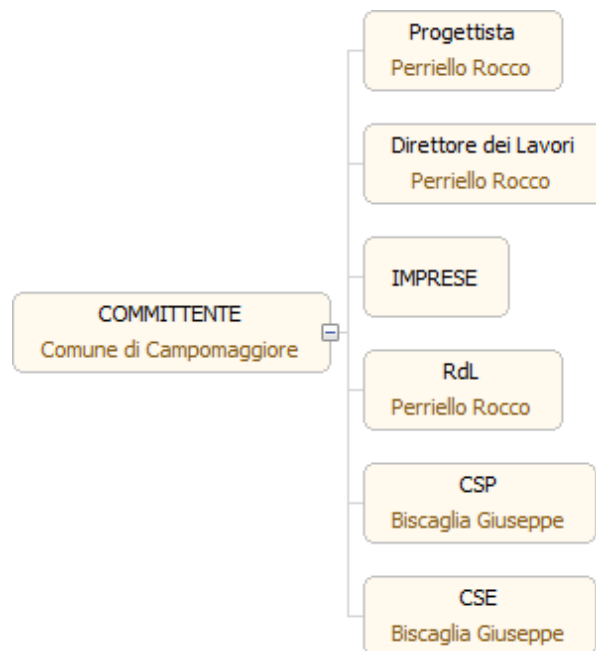 Progettista
Perriello Rocco
Direttore dei Lavori
Perriello Rocco
IMPRESE
COMMITTENTE
Comune di Campomaggiore
RdL
Perriello Rocco
CSP
Biscaglia Giuseppe
CSE
Biscaglia Giuseppe